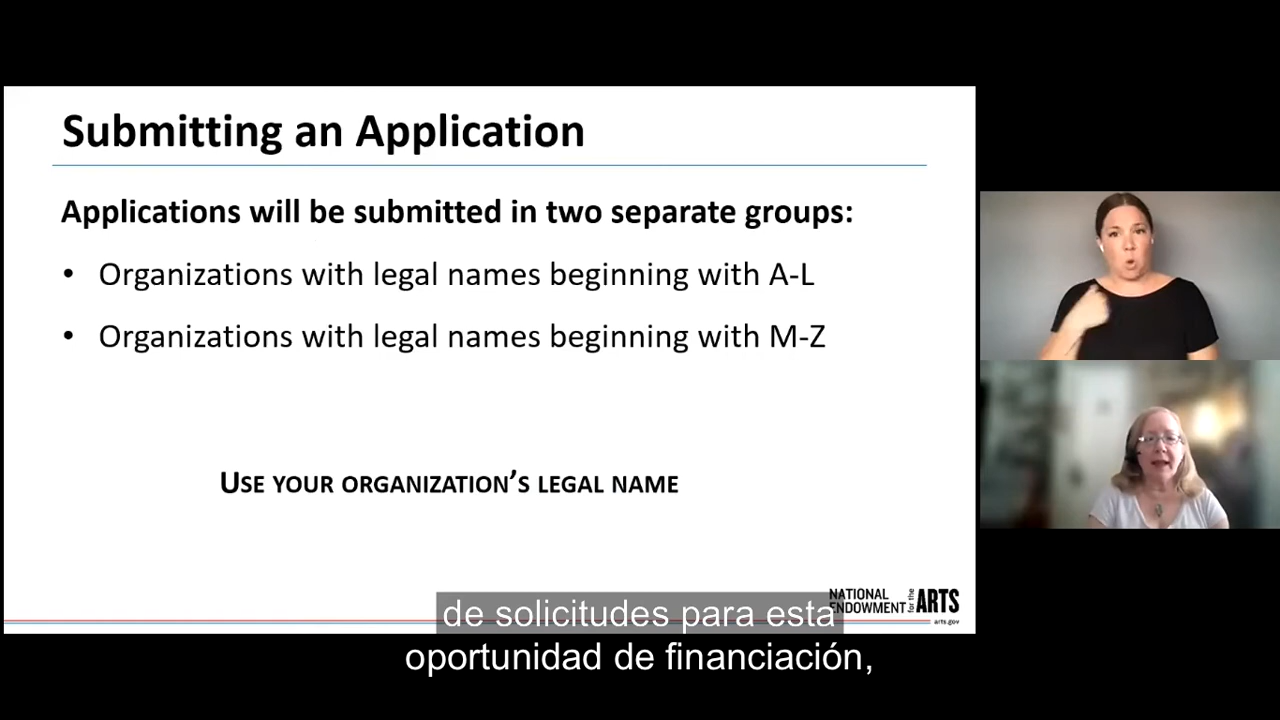 Submitting an Application
Applications will be submitted in two separate groups:
• Organizations with legal names beginning with A-L
• Organizations with legal names beginning with M-Z
USE YOUR ORGANIZATION’S LEGAL NAME
NATIONAL
ENDOWMENT for the ARTS
arts.gov
de solicitudes para esta
oportunidad de financiación,